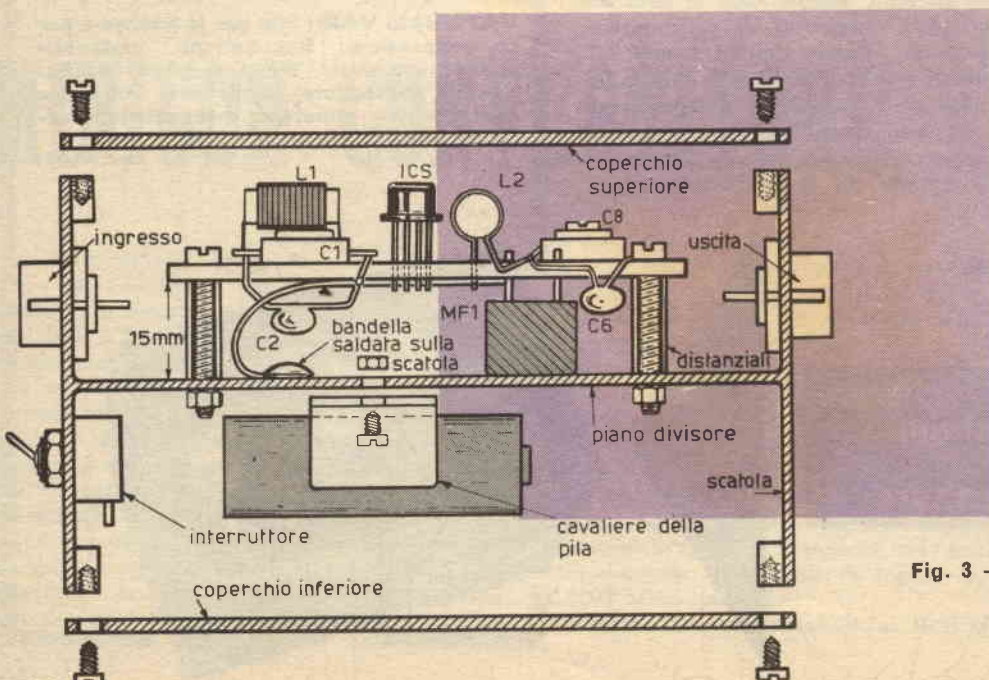 coperchio
superiore
L1
ICS
L2
C8
ingresso
C1
uscita
15mm
C2
MF1
C6
bandella
saldata sulla
scatola
distanziali
piano divisore
scatola
interruttore
cavaliere della
pila
coperchio inferiore
Fig. 3 -